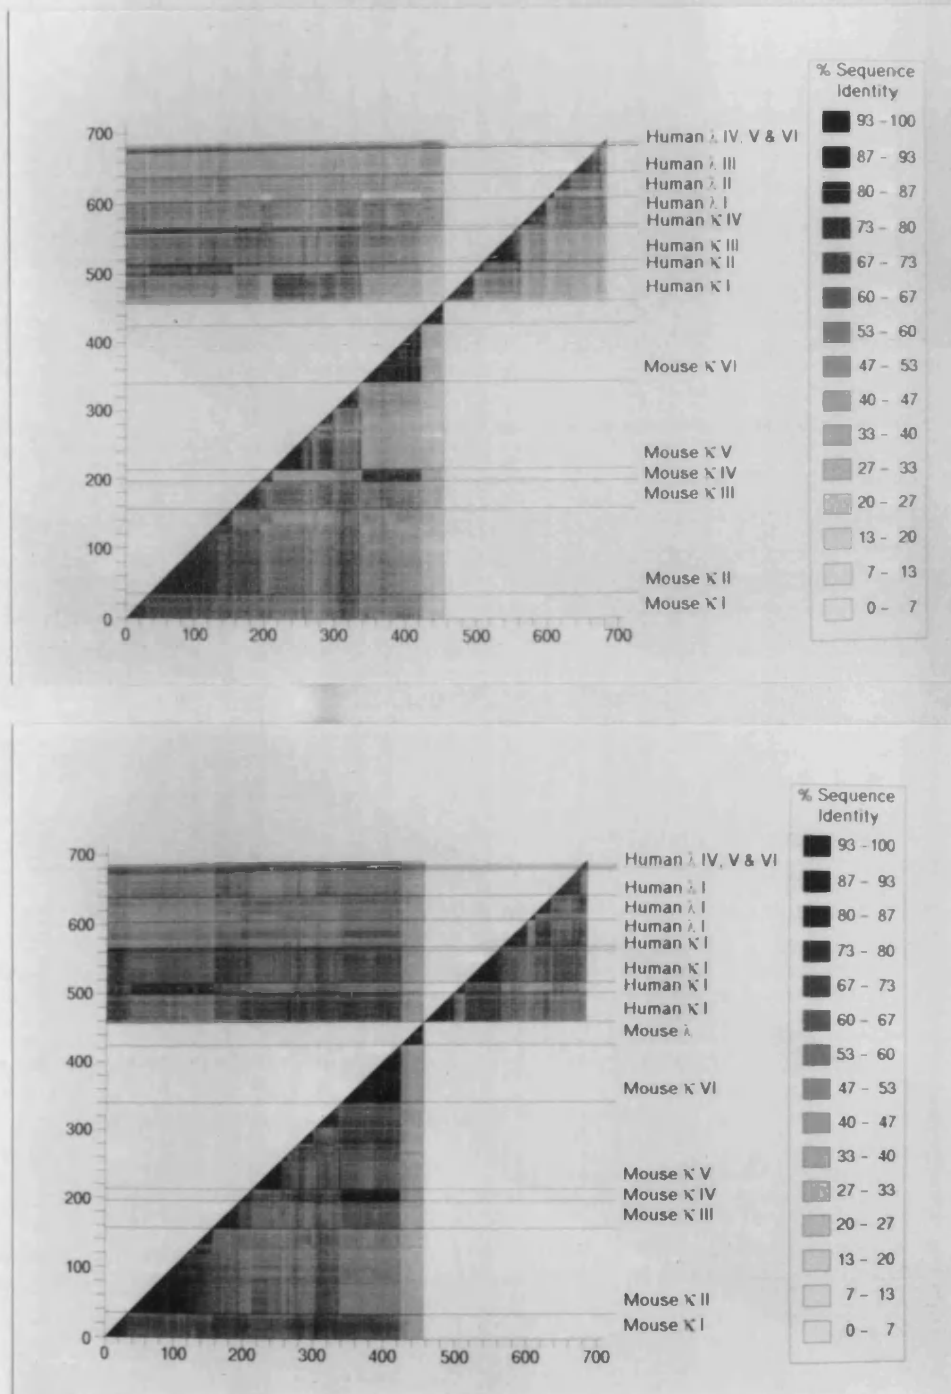 % Sequence
Identity
93 - 100
87 - 93
80 - 87
73 - 80
67 - 73
60 - 67
53 - 60
47 - 53
40 - 47
33 - 40
27 - 33
20 - 27
13 - 20
7 - 13
0 - 7
700
600
500
400
300
200
100
0
0 100 200 300 400 500 600 700
Human λ IV, V & VI
Human λ III
Human λ II
Human λ I
Human κ IV
Human κ III
Human κ II
Human κ I
Mouse κ VI
Mouse κ V
Mouse κ IV
Mouse κ III
Mouse κ II
Mouse κ I
% Sequence
Identity
93 - 100
87 - 93
80 - 87
73 - 80
67 - 73
60 - 67
53 - 60
47 - 53
40 - 47
33 - 40
27 - 33
20 - 27
13 - 20
7 - 13
0 - 7
700
600
500
400
300
200
100
0
0 100 200 300 400 500 600 700
Human λ IV, V & VI
Human λ I
Human λ I
Human λ I
Human κ I
Human κ I
Human κ I
Human κ I
Mouse λ
Mouse κ VI
Mouse κ V
Mouse κ IV
Mouse κ III
Mouse κ II
Mouse κ I